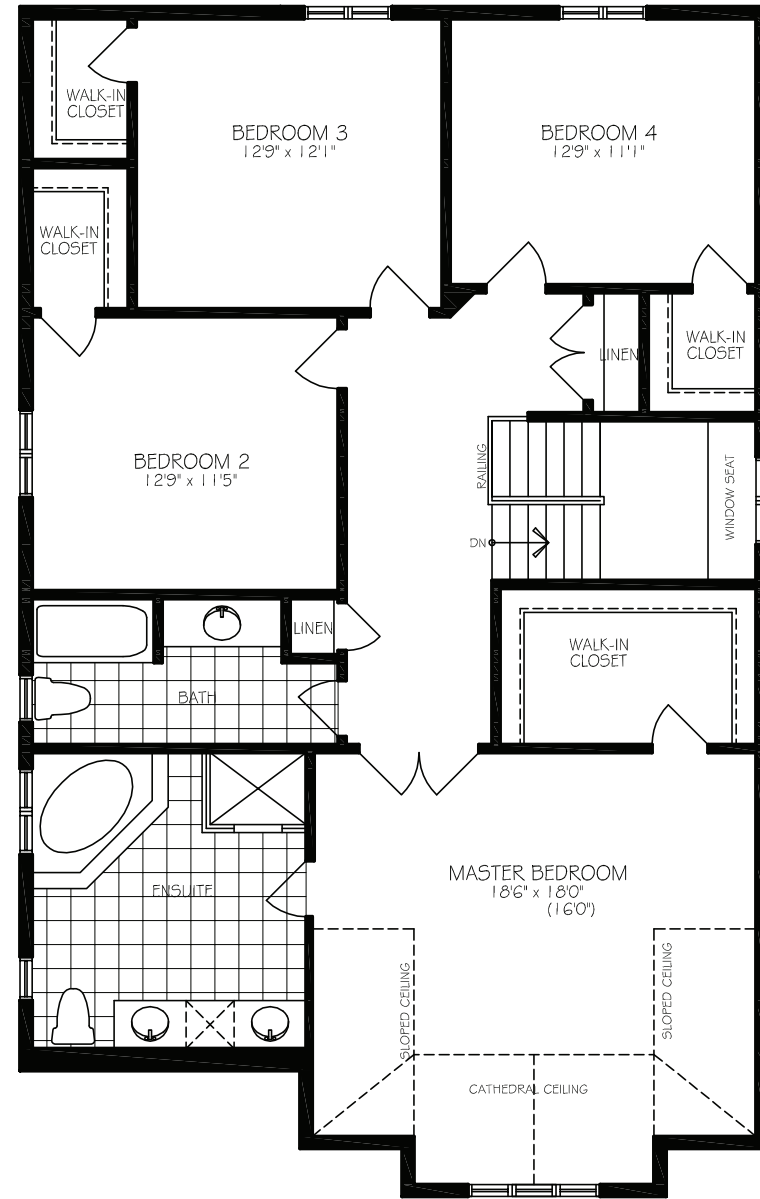 WALK-IN
CLOSET
BEDROOM 3
12'9" x 12'1"
BEDROOM 4
12'9" x 11'1"
WALK-IN
CLOSET
LINEN
WALK-IN
CLOSET
BEDROOM 2
12'9" x 11'5"
RAILING
WINDOW SEAT
DN
LINEN
WALK-IN
CLOSET
BATH
MASTER BEDROOM
18'6" x 18'0"
(16'0")
ENSUITE
SLOPED CEILING
SLOPED CEILING
CATHEDRAL CEILING